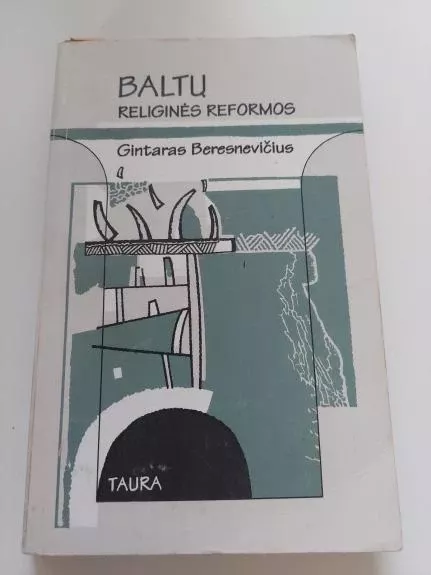 BALTŲ
RELIGINĖS REFORMOS
Gintaras Beresnevičius
TAURA